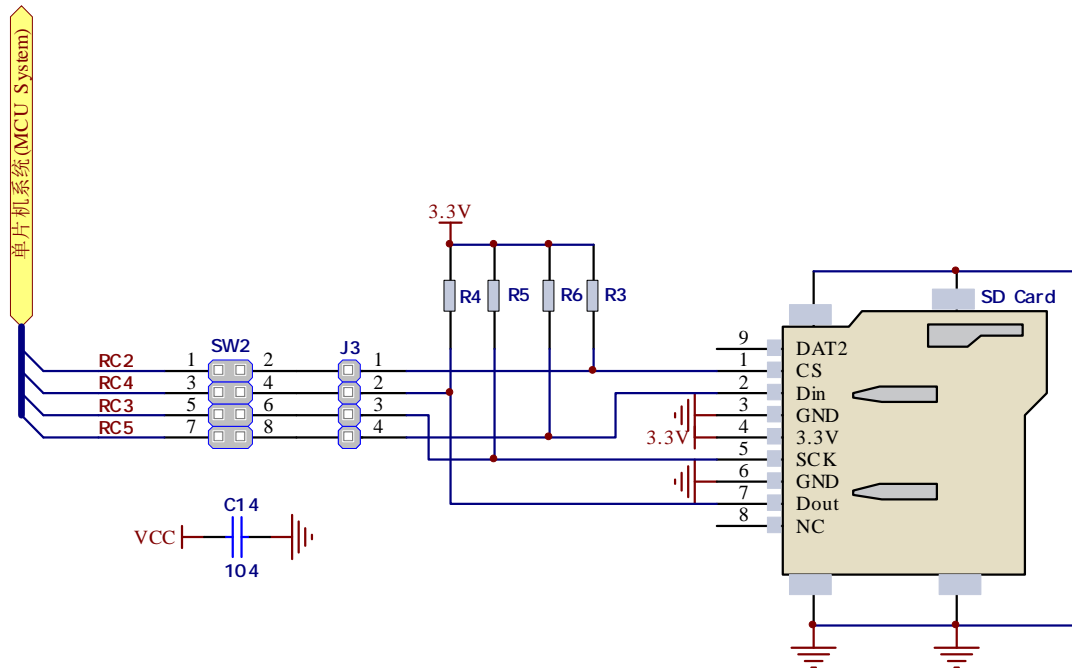 单片机系统(MCU System)
3.3V
R4
R5
R6
R3
SD Card
SW2
J3
RC2
1
2
1
RC4
3
4
2
RC3
5
6
3
RC5
7
8
4
9
DAT2
1
CS
2
Din
3
GND
3.3V
4
3.3V
5
SCK
6
GND
7
Dout
8
NC
C14
VCC
104